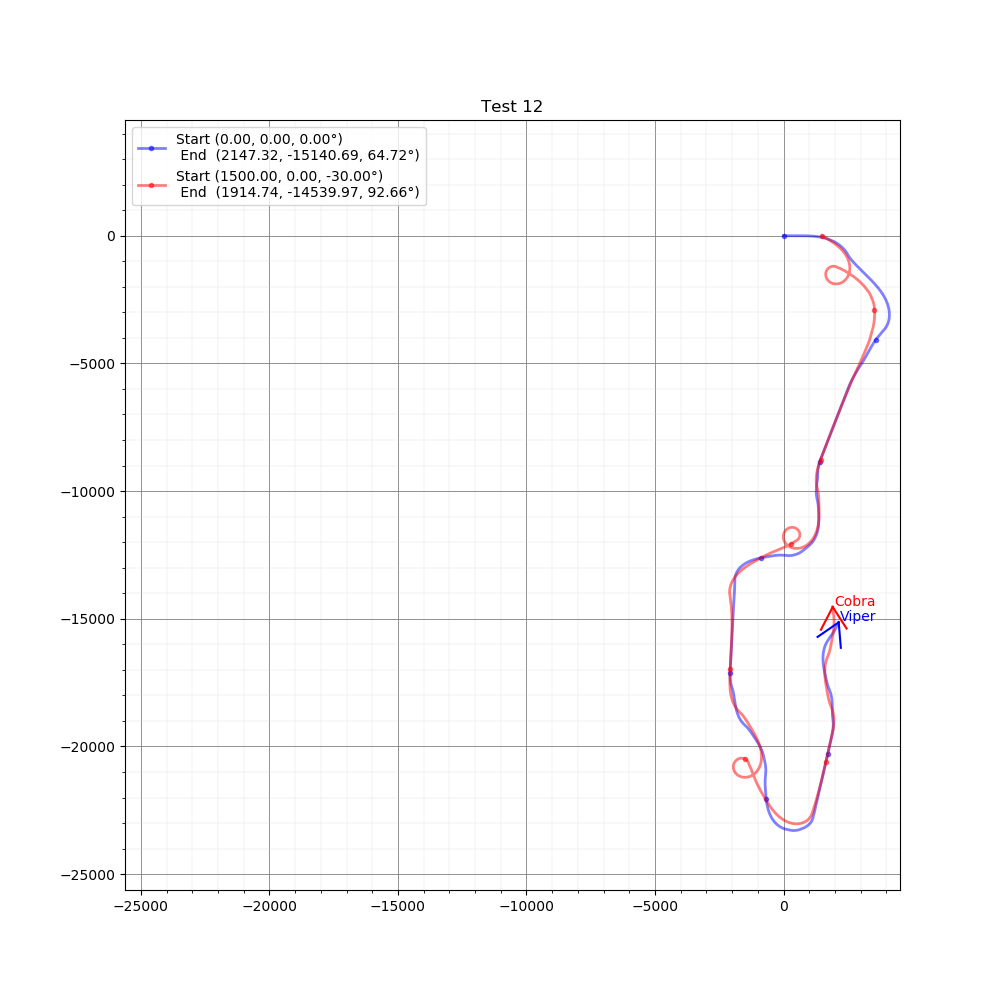 Test 12
Start (0.00, 0.00, 0.00°)
End  (2147.32, -15140.69, 64.72°)
Start (1500.00, 0.00, -30.00°)
End  (1914.74, -14539.97, 92.66°)
0
−5000
−10000
−15000
−20000
−25000
Cobra
Viper
−25000
−20000
−15000
−10000
−5000
0